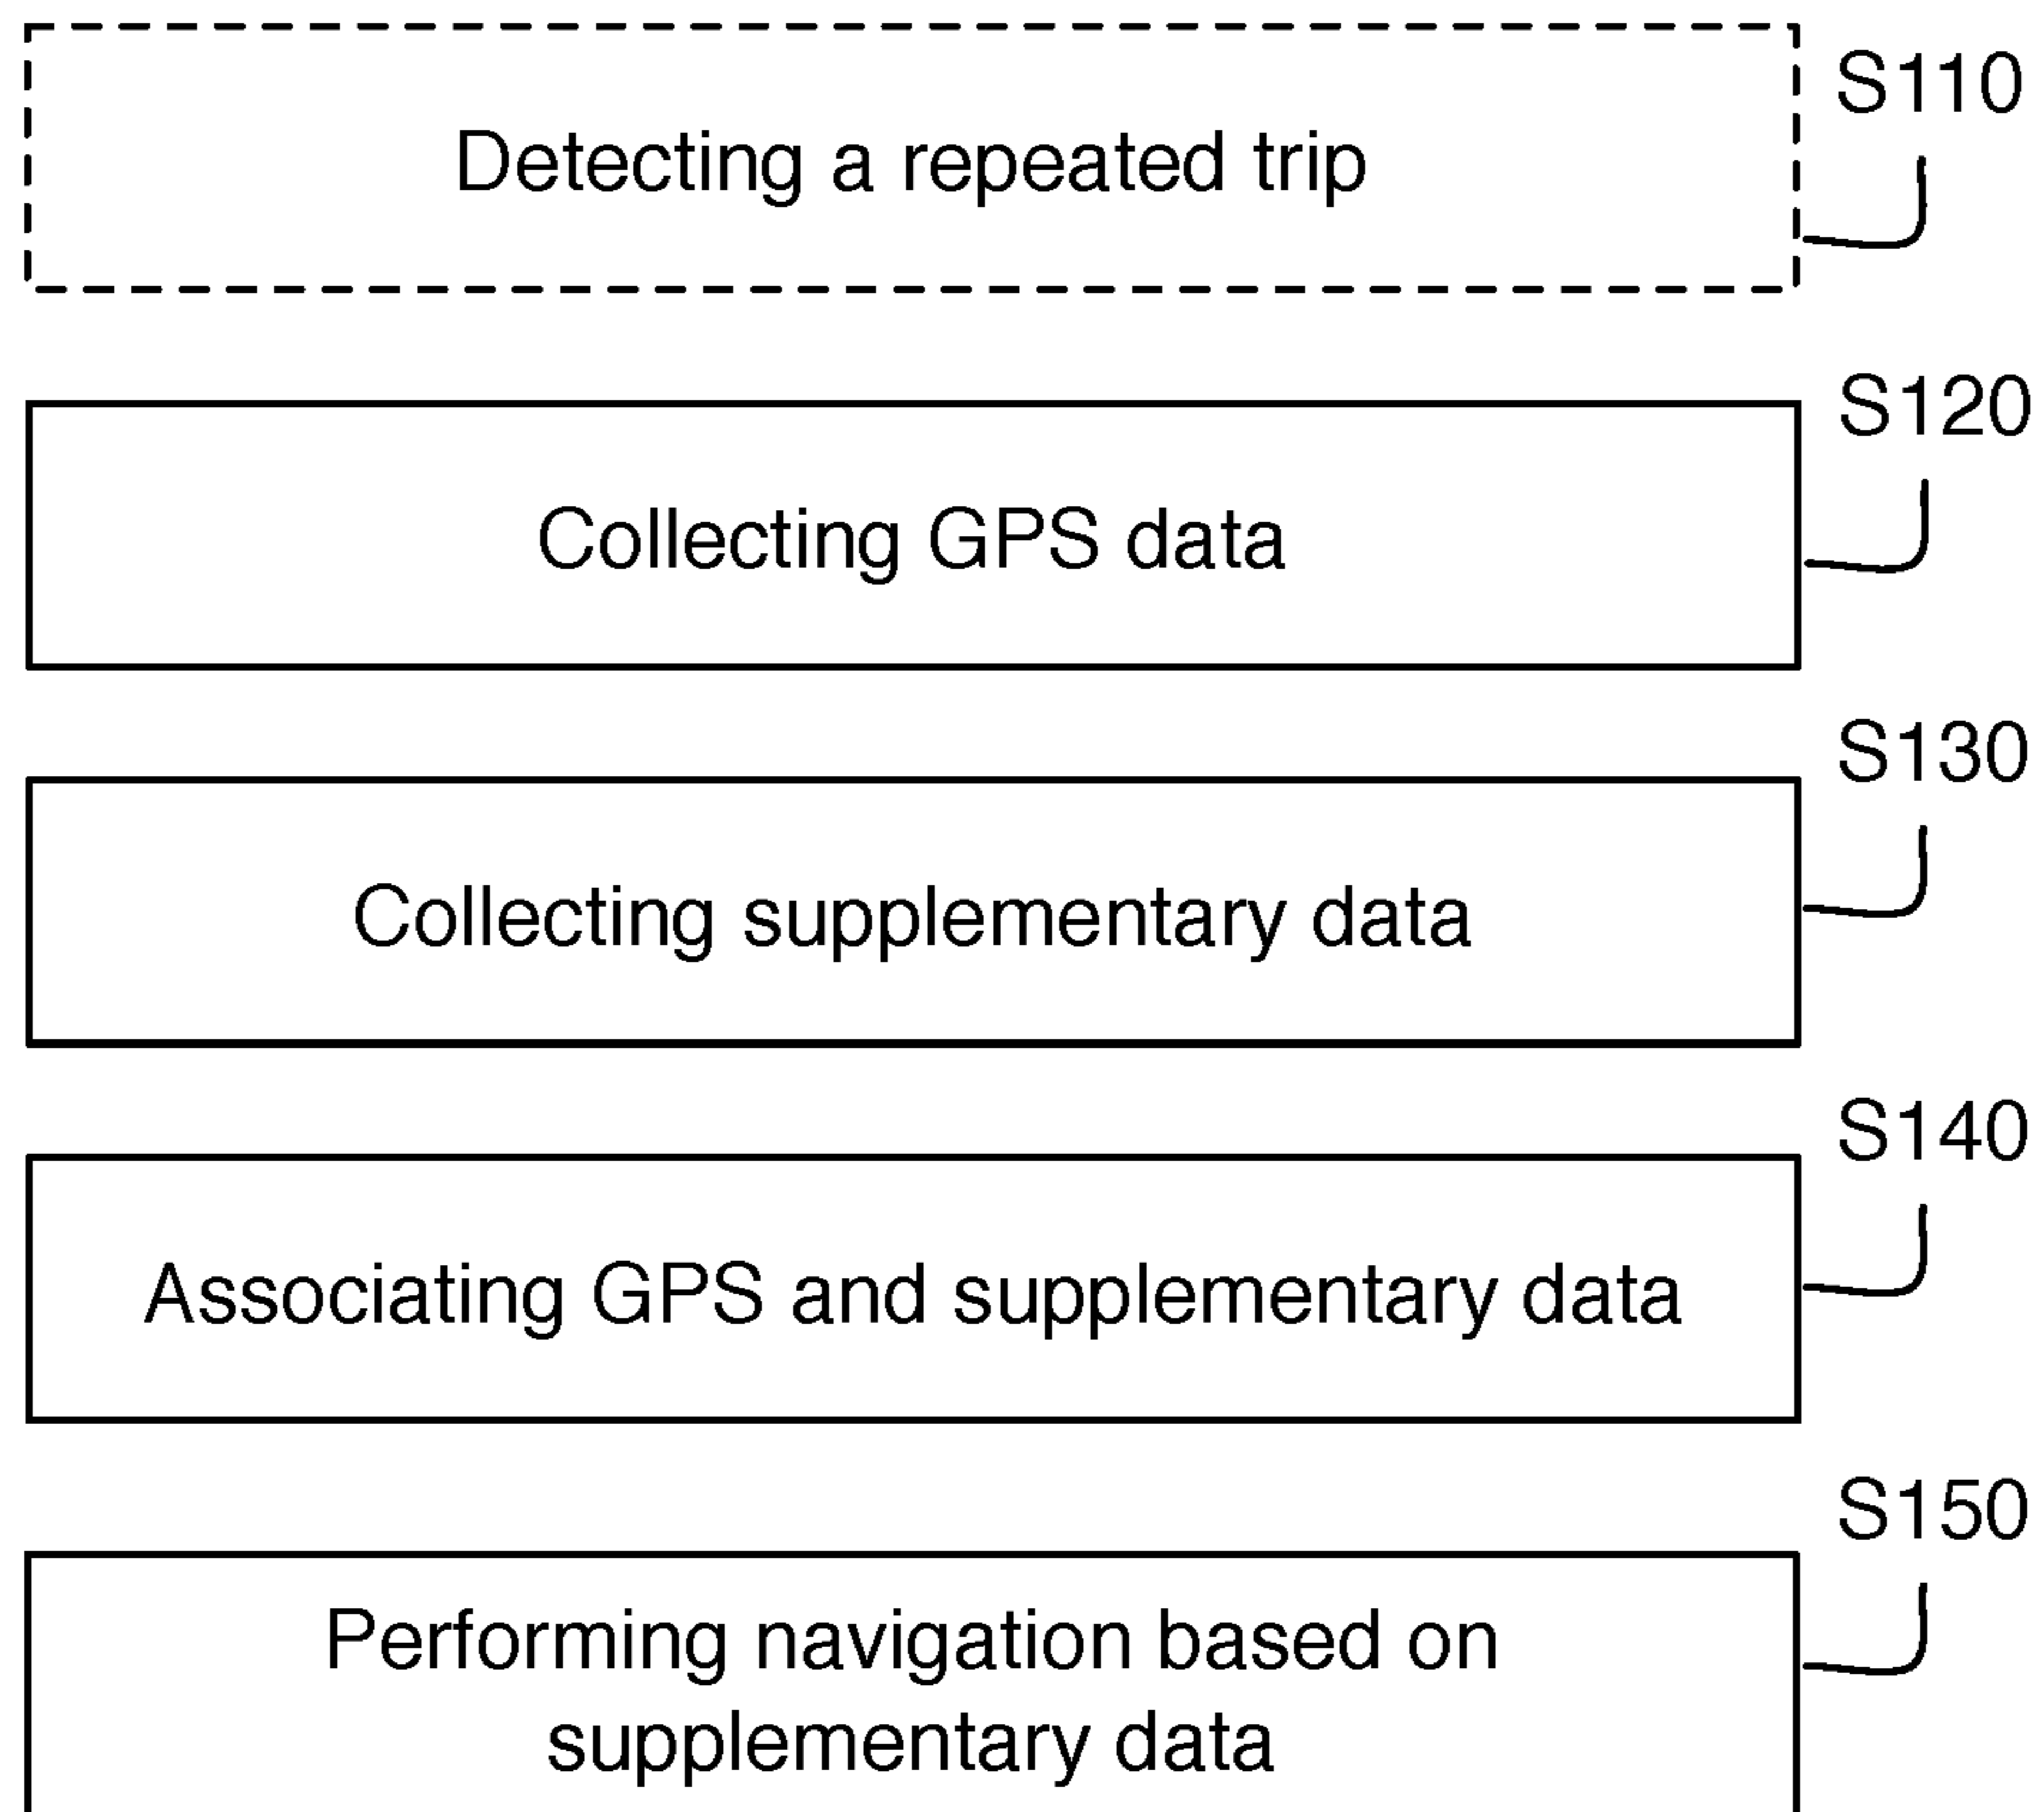 S110
Detecting a repeated trip
S120
Collecting GPS data
S130
Collecting supplementary data
S140
Associating GPS and supplementary data
S150
Performing navigation based on
supplementary data